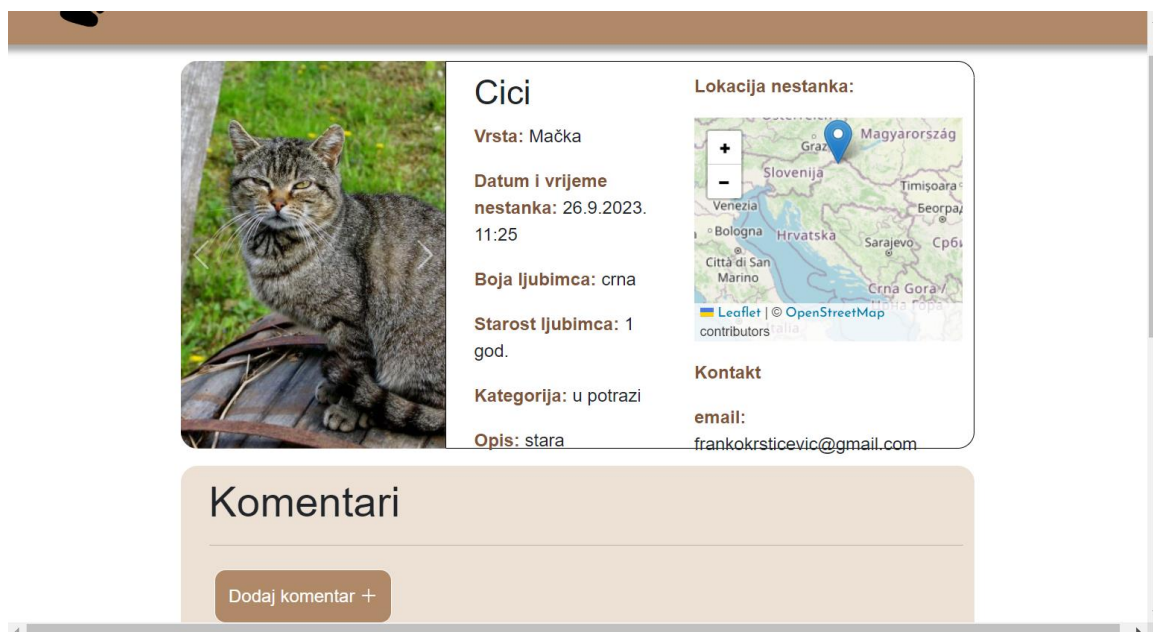 Cici
Vrsta: Mačka
Datum i vrijeme
nestanka: 26.9.2023.
11:25
Boja ljubimca: crna
Starost ljubimca: 1
god.
Kategorija: u potrazi
Opis: stara
Lokacija nestanka:
+
−
Graz
Magyarország
Slovenija
Timișoara
Venezia
Београд
Bologna
Hrvatska
Sarajevo
Città di San
Marino
Crna Gora /
Leaflet | © OpenStreetMap
contributors
Kontakt
email:
frankokrsticevic@gmail.com
Komentari
Dodaj komentar +